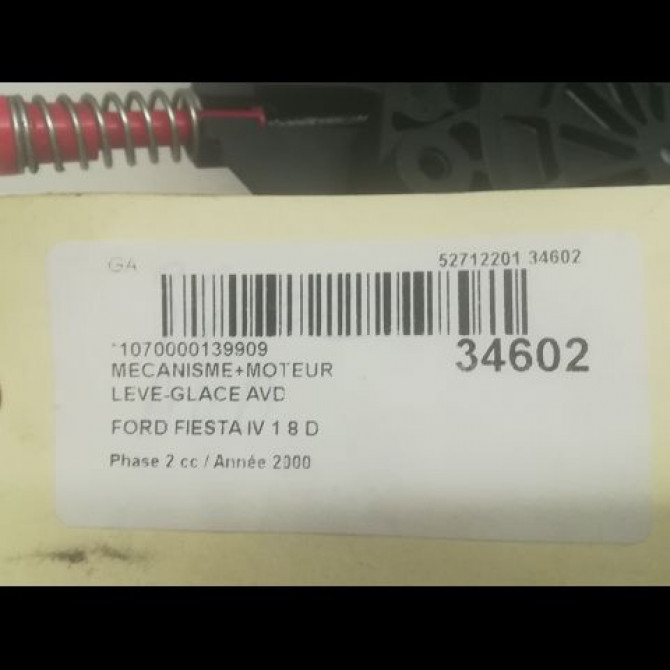 G4 52712201 34602
*1070000139909
34602
MECANISME+MOTEUR
LEVE-GLACE AVD
FORD FIESTA IV 1 8 D
Phase 2 cc / Année 2000